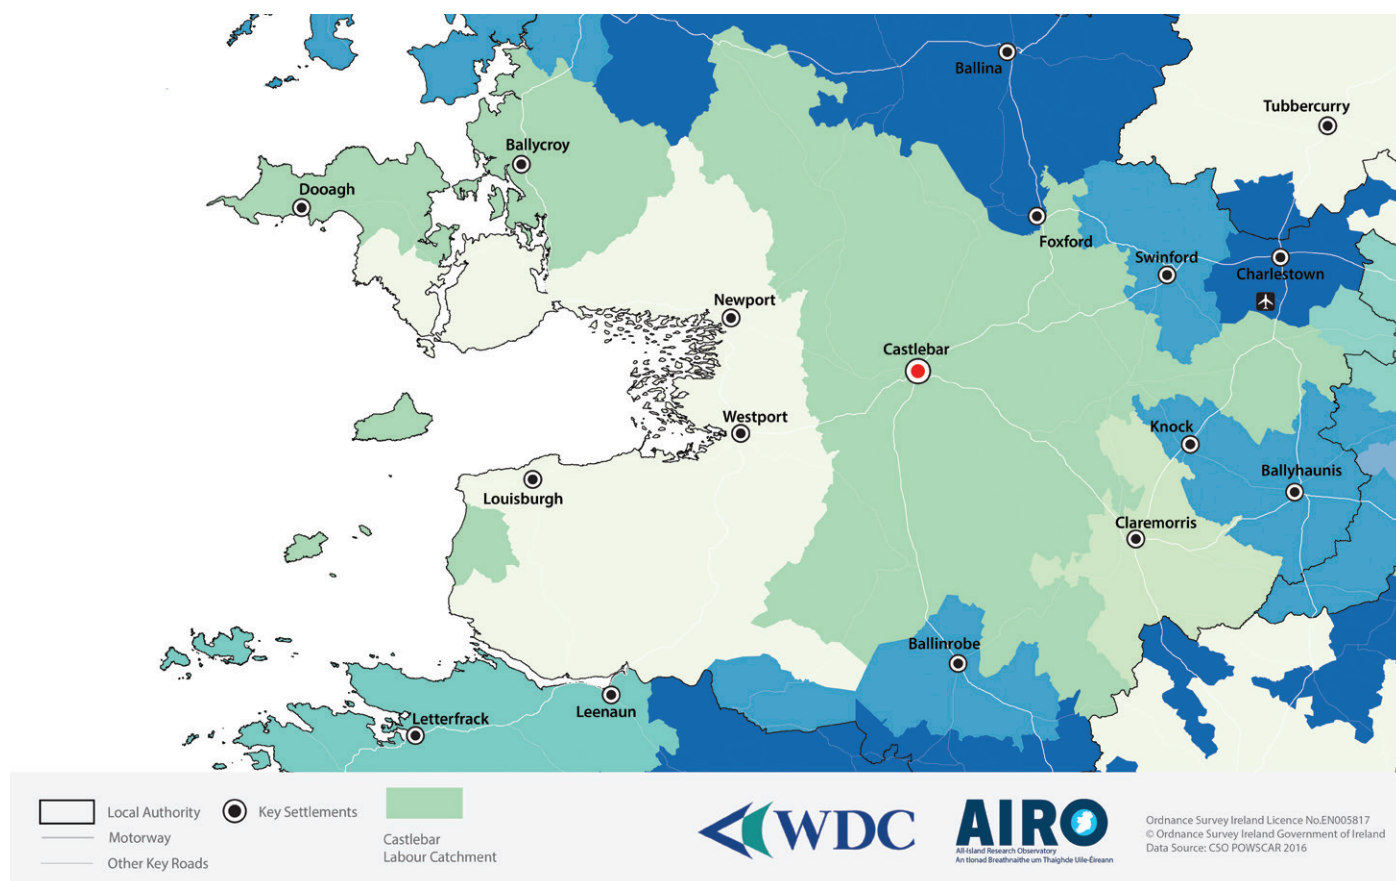 Ballina
Tubbercurry
Ballycroy
Dooagh
Foxford
Swinford
Charlestown
Newport
Castlebar
Westport
Knock
Ballyhaunis
Louisburgh
Claremorris
Ballinrobe
Leenaun
Letterfrack
Local Authority
Motorway
Other Key Roads
Key Settlements
Castlebar
Labour Catchment
WDC
AIRO
All-Island Research Observatory
An tIonad Breathnaithe um Thaighde Uile-Éireann
Ordnance Survey Ireland Licence No.EN005817
© Ordnance Survey Ireland Government of Ireland
Data Source: CSO POWSCAR 2016